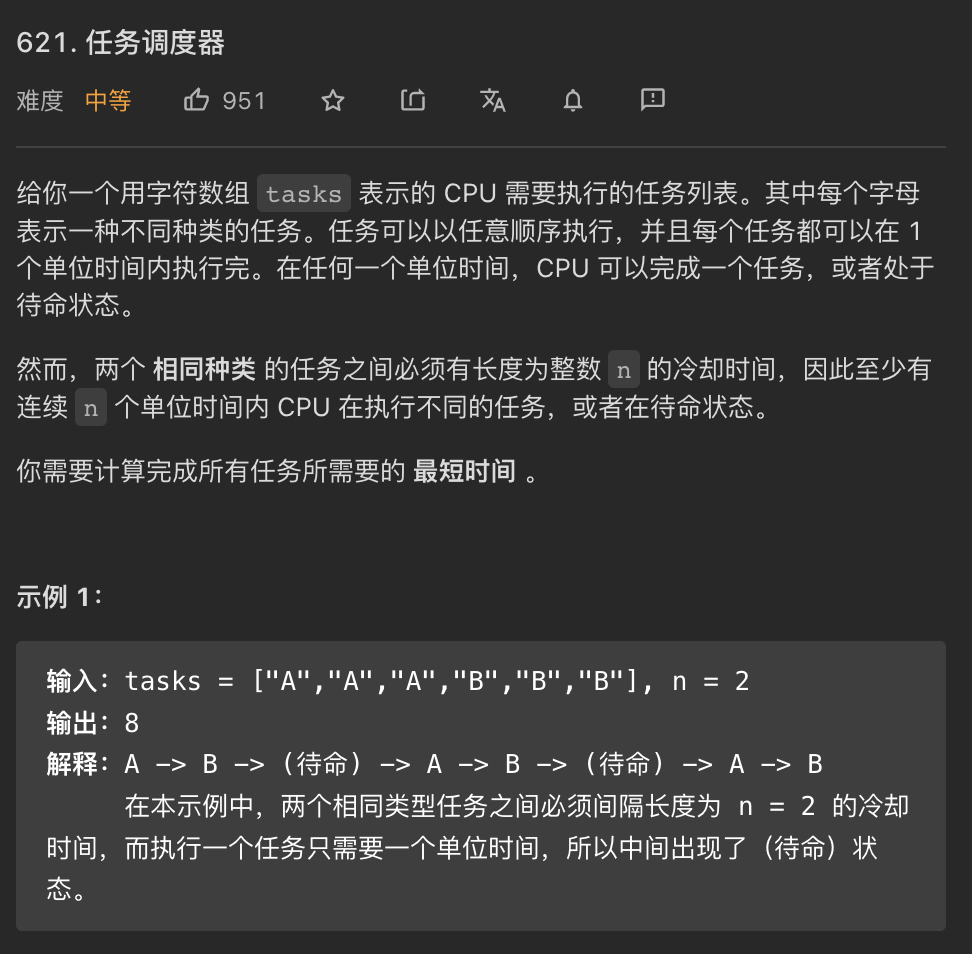 621. 任务调度器
难度 中等 951
给你一个用字符数组 tasks 表示的 CPU 需要执行的任务列表。其中每个字母
表示一种不同种类的任务。任务可以以任意顺序执行，并且每个任务都可以在 1
个单位时间内执行完。在任何一个单位时间，CPU 可以完成一个任务，或者处于
待命状态。
然而，两个 相同种类 的任务之间必须有长度为整数 n 的冷却时间，因此至少有
连续 n 个单位时间内 CPU 在执行不同的任务，或者在待命状态。
你需要计算完成所有任务所需要的 最短时间 。
示例 1：
输入：tasks = ["A","A","A","B","B","B"], n = 2
输出：8
解释：A -> B -> (待命) -> A -> B -> (待命) -> A -> B
在本示例中，两个相同类型任务之间必须间隔长度为 n = 2 的冷却
时间，而执行一个任务只需要一个单位时间，所以中间出现了（待命）状
态。